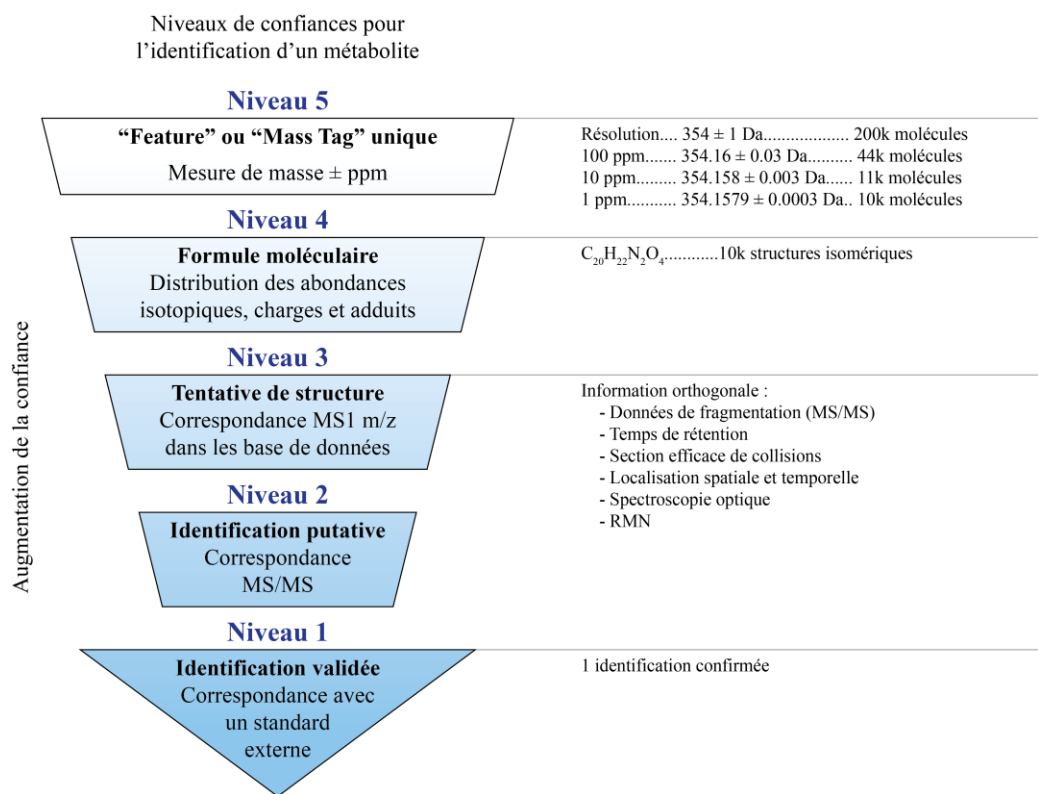 Niveaux de confiances pour
l’identification d’un métabolite
Niveau 5
“Feature” ou “Mass Tag” unique
Mesure de masse ± ppm
Résolution.... 354 ± 1 Da................... 200k molécules
100 ppm....... 354.16 ± 0.03 Da.......... 44k molécules
10 ppm......... 354.158 ± 0.003 Da...... 11k molécules
1 ppm........... 354.1579 ± 0.0003 Da.. 10k molécules
Niveau 4
Formule moléculaire
Distribution des abondances
isotopiques, charges et adduits
C₂₀H₂₂N₂O₄............10k structures isomériques
Niveau 3
Tentative de structure
Correspondance MS1 m/z
dans les base de données
Information orthogonale :
- Données de fragmentation (MS/MS)
- Temps de rétention
- Section efficace de collisions
- Localisation spatiale et temporelle
- Spectroscopie optique
- RMN
Niveau 2
Identification putative
Correspondance
MS/MS
Niveau 1
Identification validée
Correspondance avec
un standard
externe
1 identification confirmée
Augmentation de la confiance